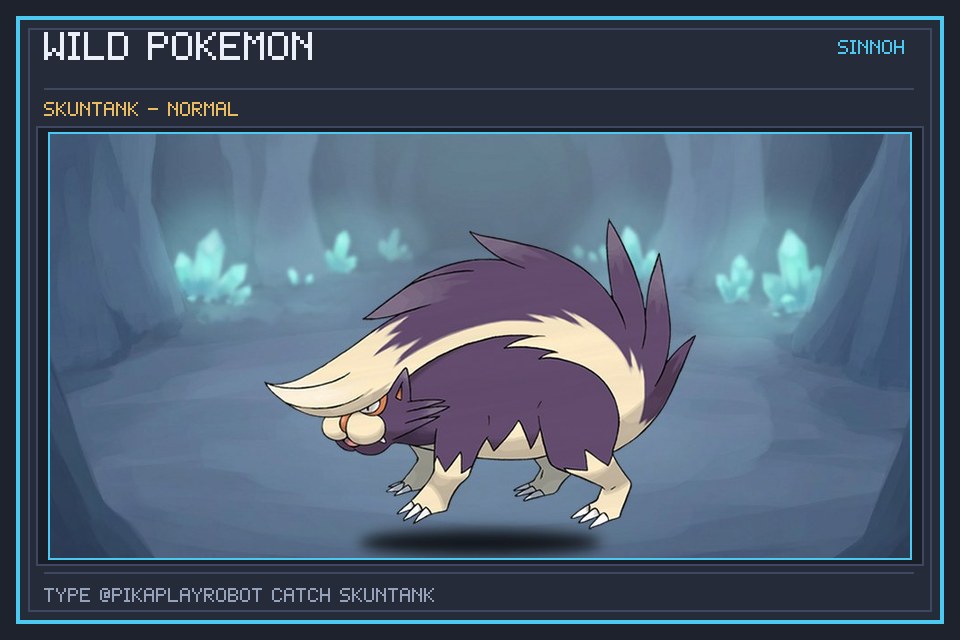 WILD POKEMON
SINNOH
SKUNTANK - NORMAL
TYPE @PIKAPLAYROBOT CATCH SKUNTANK